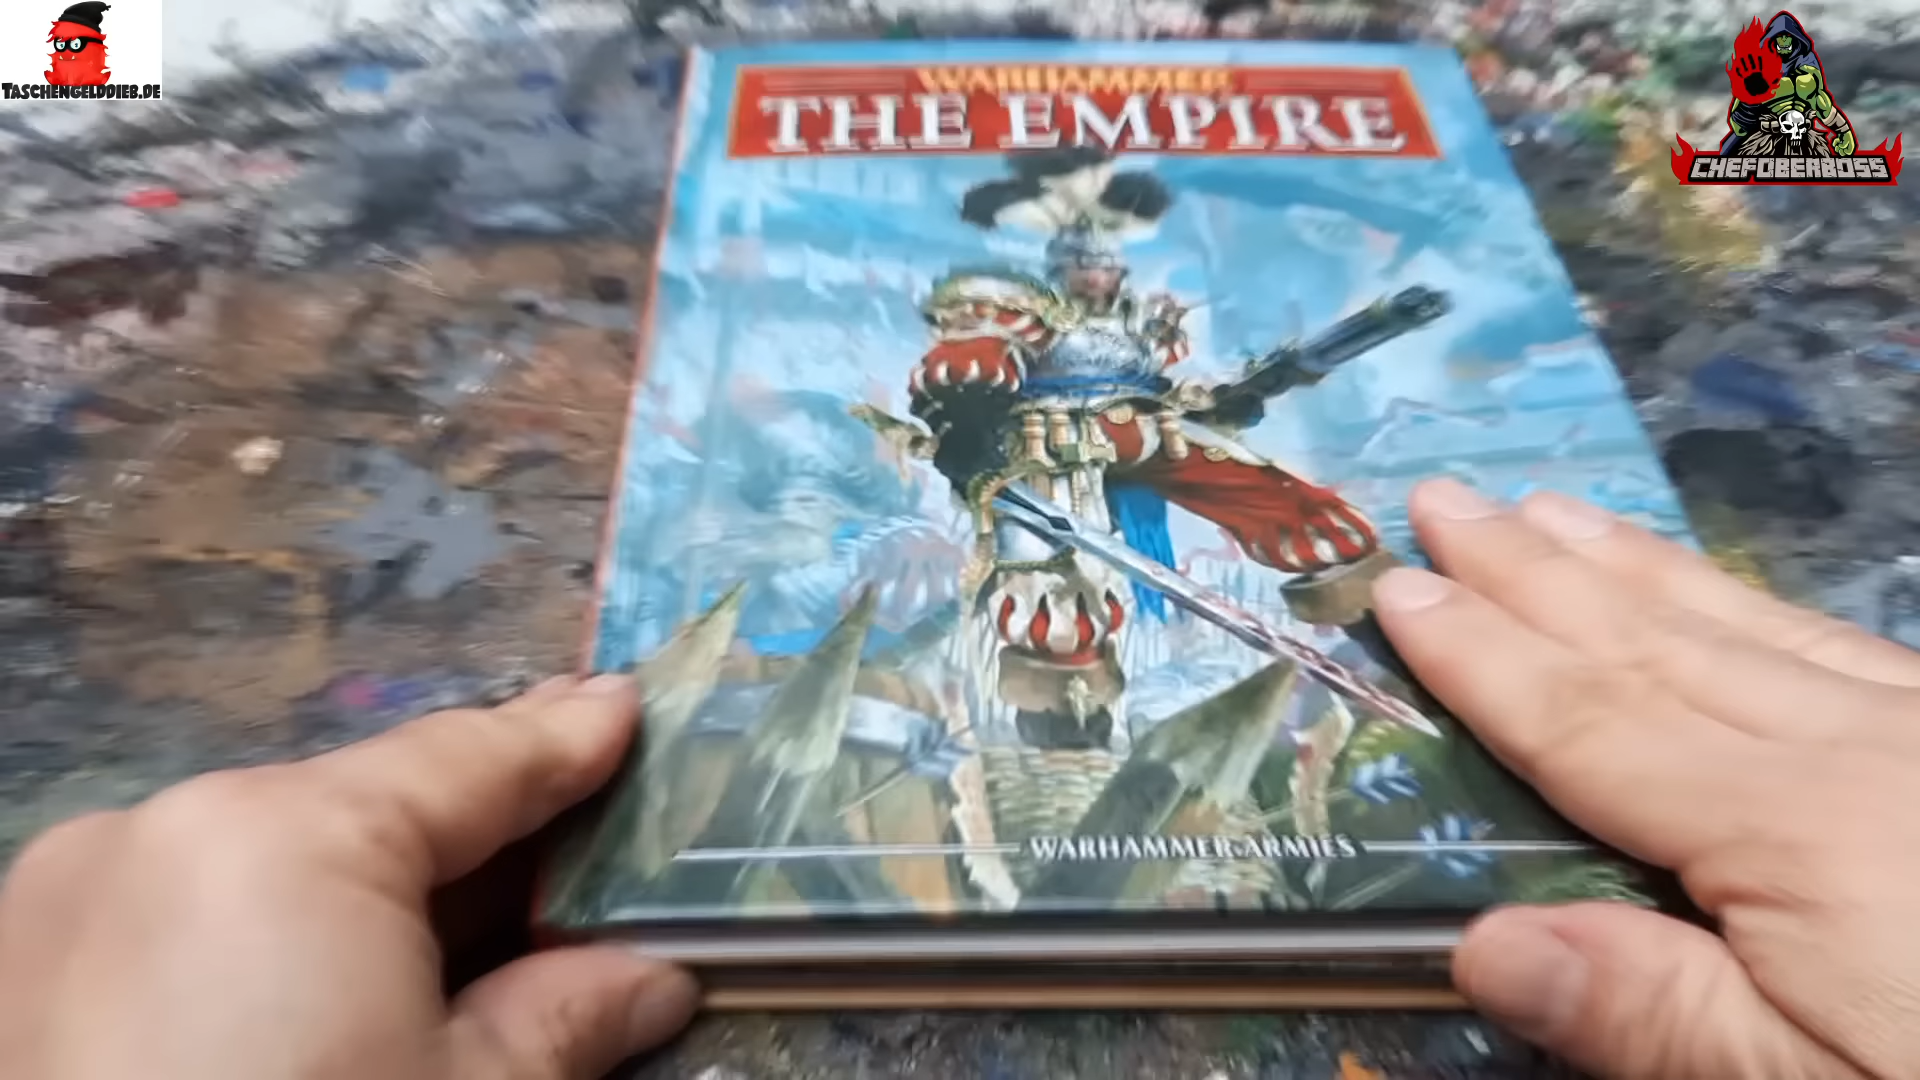 TASCHENGELDDIEB.DE
CHEFOBERBOSS
WARHAMMER
THE EMPIRE
WARHAMMER ARMIES